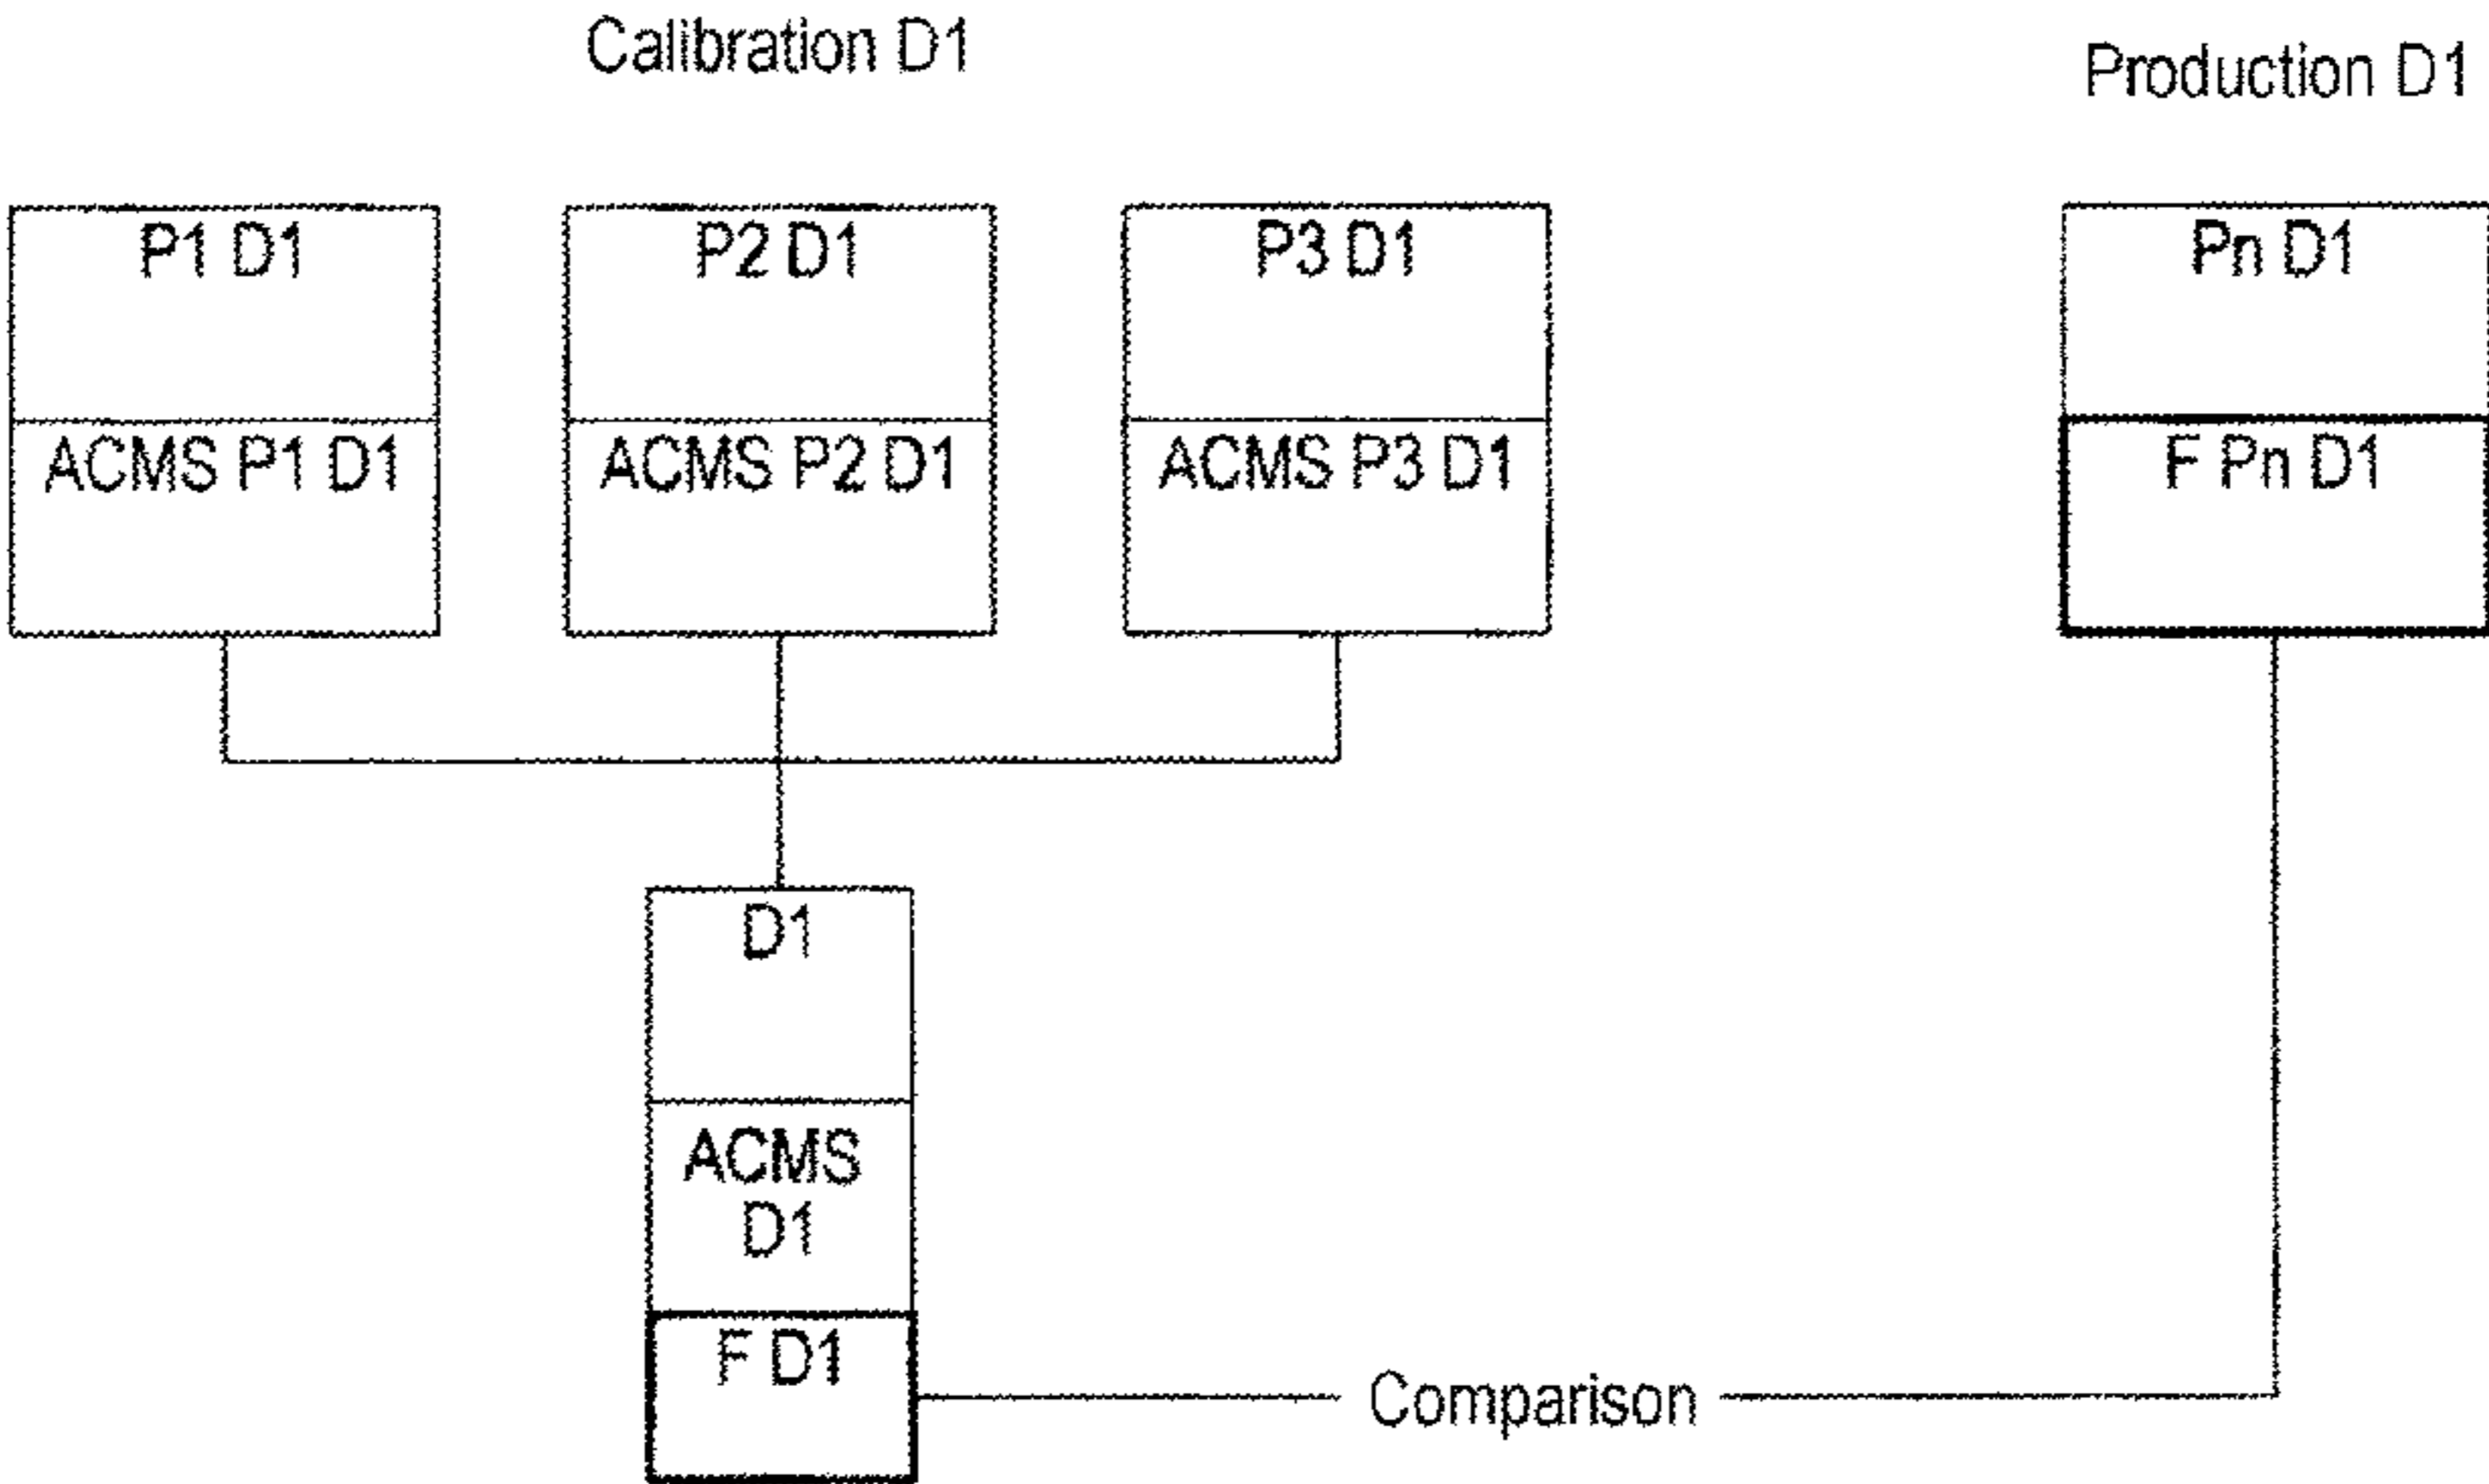 Calibration D1
Production D1
P1 D1
P2 D1
P3 D1
Pn D1
ACMS P1 D1
ACMS P2 D1
ACMS P3 D1
F Pn D1
D1
ACMS
D1
F D1
Comparison